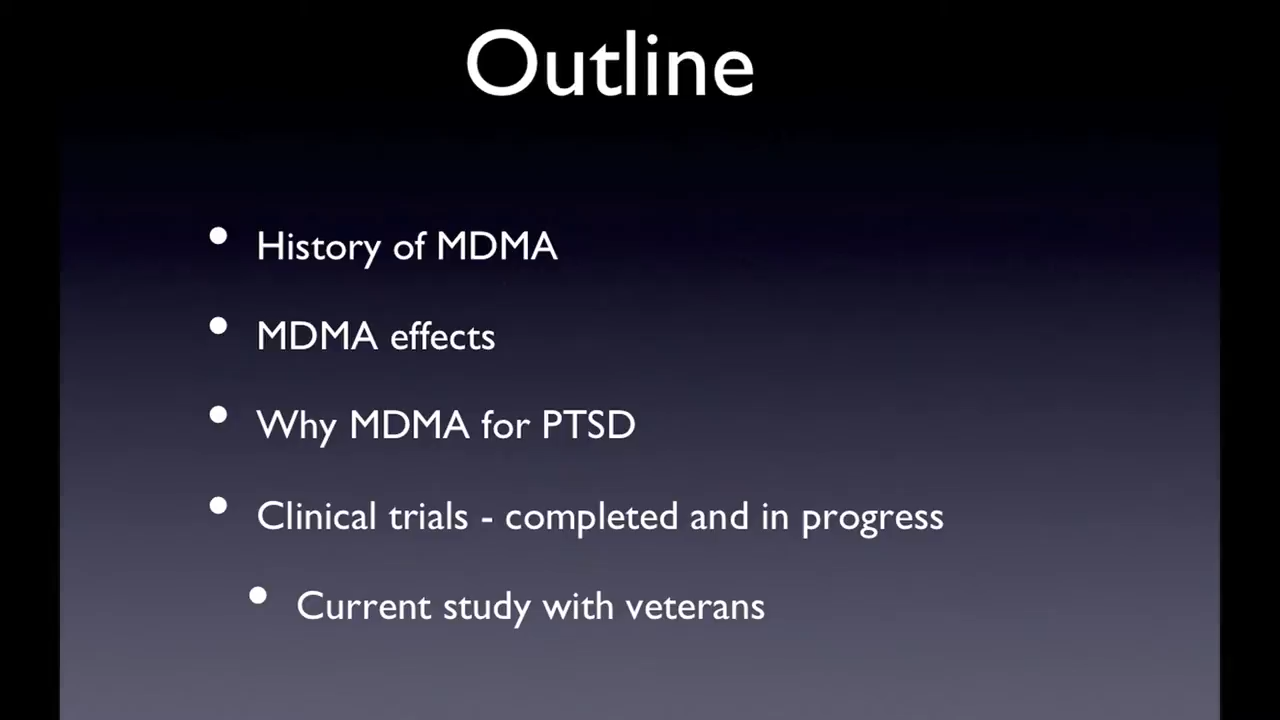 Outline
• History of MDMA
• MDMA effects
• Why MDMA for PTSD
• Clinical trials - completed and in progress
• Current study with veterans